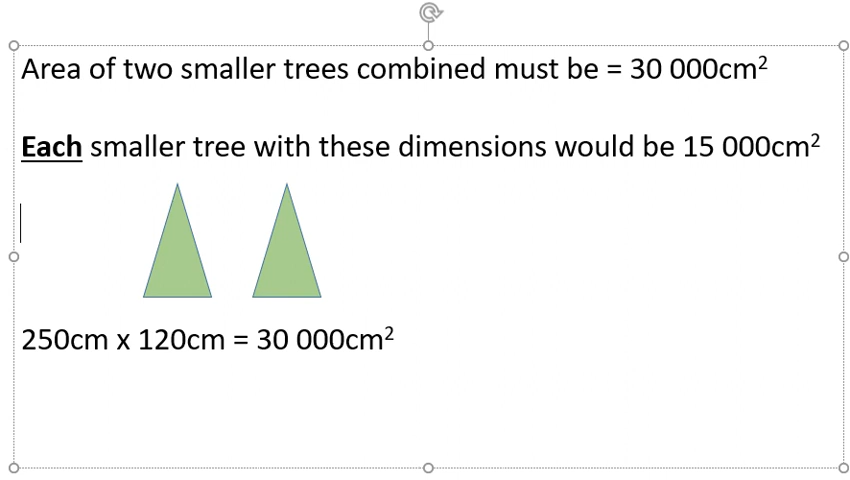 Area of two smaller trees combined must be = 30 000cm²
Each smaller tree with these dimensions would be 15 000cm²
250cm x 120cm = 30 000cm²